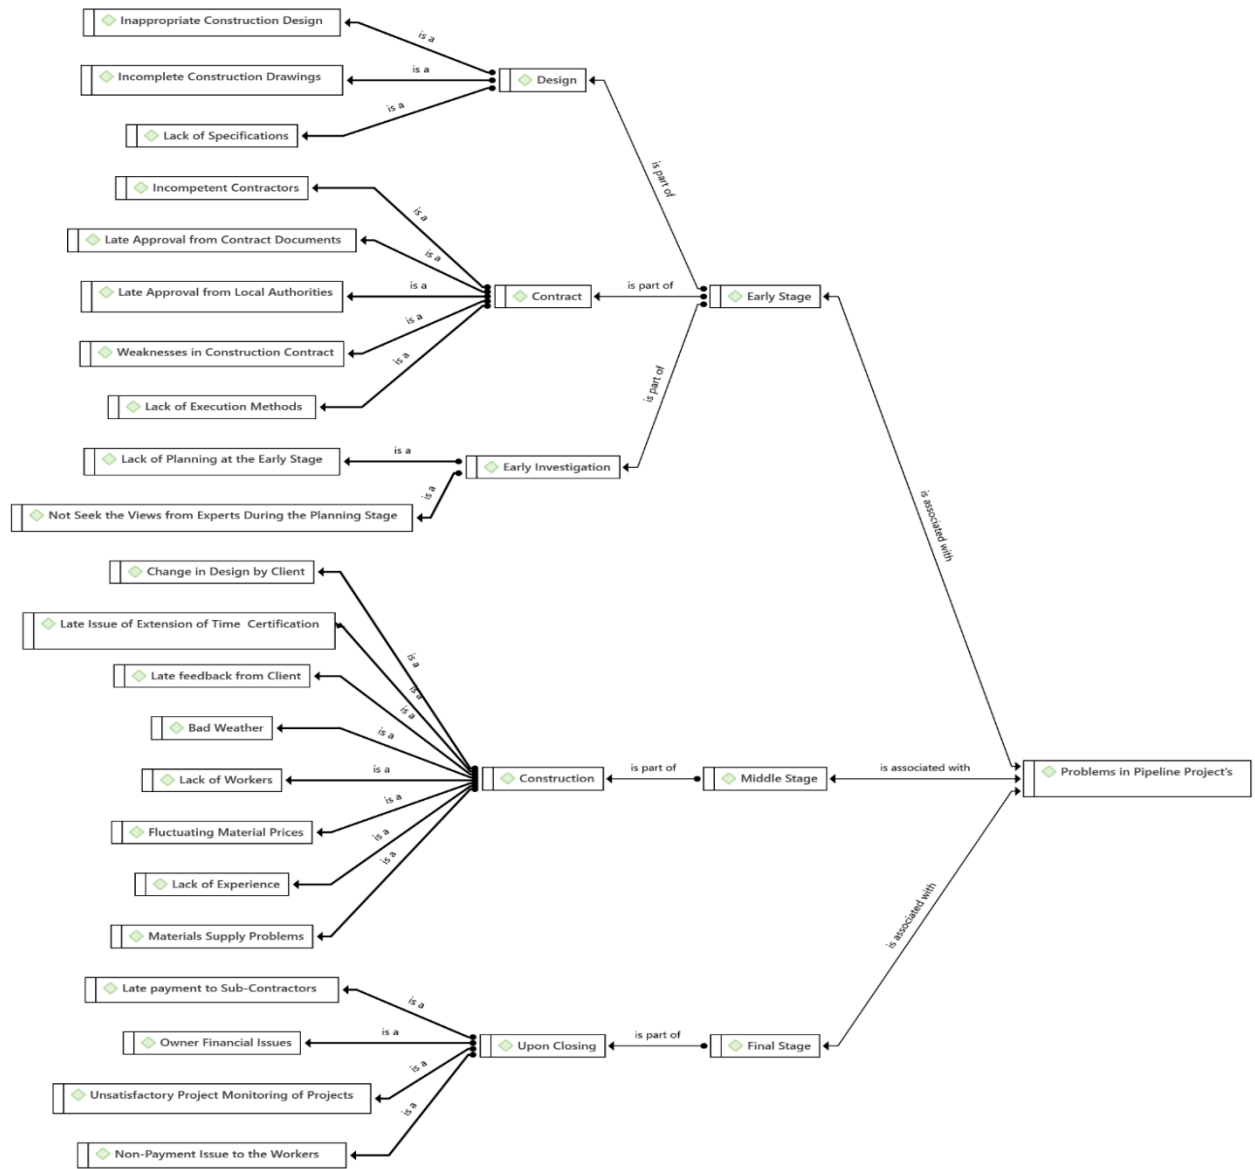 Inappropriate Construction Design
is a
Incomplete Construction Drawings
is a
Design
is a
Lack of Specifications
is part of
Incompetent Contractors
is a
Late Approval from Contract Documents
is a
Late Approval from Local Authorities
is a
Contract
is part of
Early Stage
is a
Weaknesses in Construction Contract
is a
Lack of Execution Methods
is part of
Lack of Planning at the Early Stage
is a
Early Investigation
is a
Not Seek the Views from Experts During the Planning Stage
is associated with
Change in Design by Client
Late Issue of Extension of Time Certification
is a
Late feedback from Client
is a
is a
Bad Weather
is a
Lack of Workers
is a
Construction
is part of
Middle Stage
is associated with
Problems in Pipeline Project's
is a
Fluctuating Material Prices
is a
is a
Lack of Experience
Materials Supply Problems
is associated with
Late payment to Sub-Contractors
is a
Owner Financial Issues
is a
Upon Closing
is part of
Final Stage
is a
Unsatisfactory Project Monitoring of Projects
is a
Non-Payment Issue to the Workers